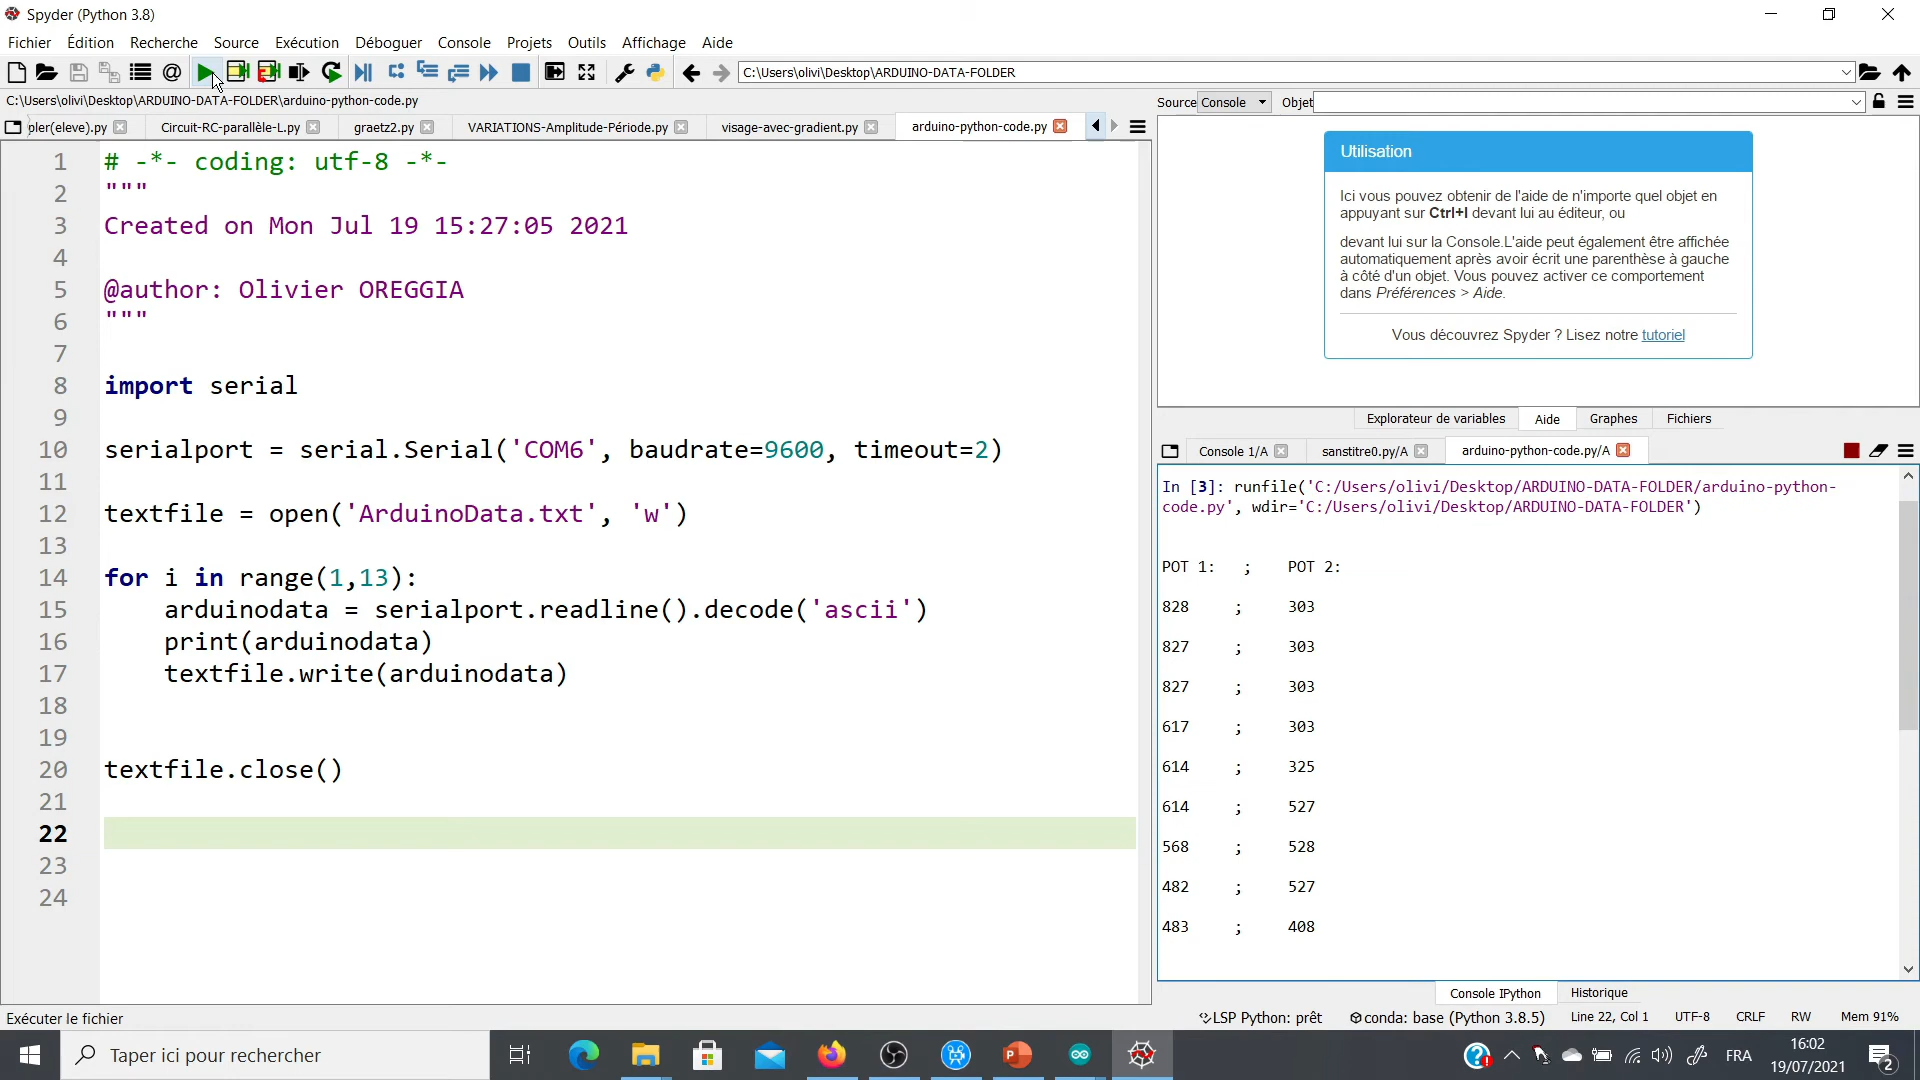 Spyder (Python 3.8)
Fichier Édition Recherche Source Exécution Déboguer Console Projets Outils Affichage Aide
C:\Users\olivi\Desktop\ARDUINO-DATA-FOLDER
C:\Users\olivi\Desktop\ARDUINO-DATA-FOLDER\arduino-python-code.py
pler(eleve).py Circuit-RC-parallèle-L.py graetz2.py VARIATIONS-Amplitude-Période.py visage-avec-gradient.py arduino-python-code.py
1 # -*- coding: utf-8 -*-
2 """
3 Created on Mon Jul 19 15:27:05 2021
4
5 @author: Olivier OREGGIA
6 """
7
8 import serial
9
10 serialport = serial.Serial('COM6', baudrate=9600, timeout=2)
11
12 textfile = open('ArduinoData.txt', 'w')
13
14 for i in range(1,13):
15 arduinodata = serialport.readline().decode('ascii')
16 print(arduinodata)
17 textfile.write(arduinodata)
18
19
20 textfile.close()
21
22
23
24
Source Console Objet
Utilisation
Ici vous pouvez obtenir de l'aide de n'importe quel objet en
appuyant sur Ctrl+I devant lui au éditeur, ou
devant lui sur la Console.L'aide peut également être affichée
automatiquement après avoir écrit une parenthèse à gauche
à côté d'un objet. Vous pouvez activer ce comportement
dans Préférences > Aide.
Vous découvrez Spyder ? Lisez notre tutoriel
Explorateur de variables Aide Graphes Fichiers
Console 1/A sanstitre0.py/A arduino-python-code.py/A
In [3]: runfile('C:/Users/olivi/Desktop/ARDUINO-DATA-FOLDER/arduino-python-
code.py', wdir='C:/Users/olivi/Desktop/ARDUINO-DATA-FOLDER')
POT 1: ; POT 2:
828 ; 303
827 ; 303
827 ; 303
617 ; 303
614 ; 325
614 ; 527
568 ; 528
482 ; 527
483 ; 408
Console IPython Historique
Exécuter le fichier
LSP Python: prêt conda: base (Python 3.8.5) Line 22, Col 1 UTF-8 CRLF RW Mem 91%
Taper ici pour rechercher
FRA
16:02
19/07/2021
2